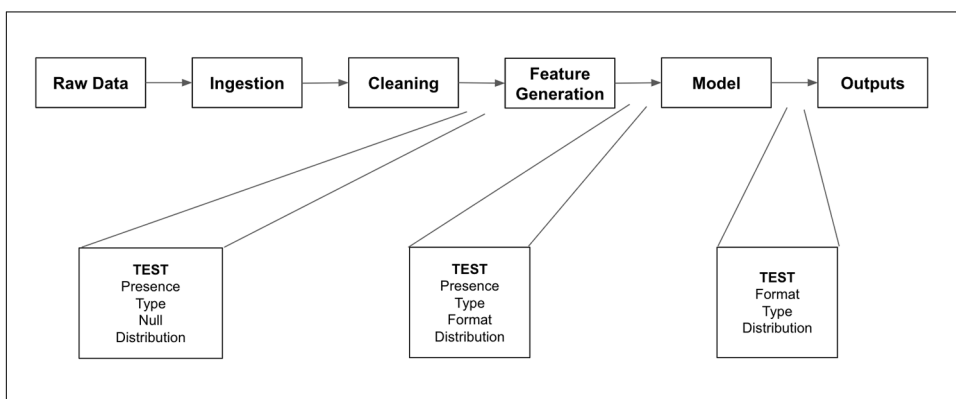 Raw Data
Ingestion
Cleaning
Feature
Generation
Model
Outputs
TEST
Presence
Type
Null
Distribution
TEST
Presence
Type
Format
Distribution
TEST
Format
Type
Distribution